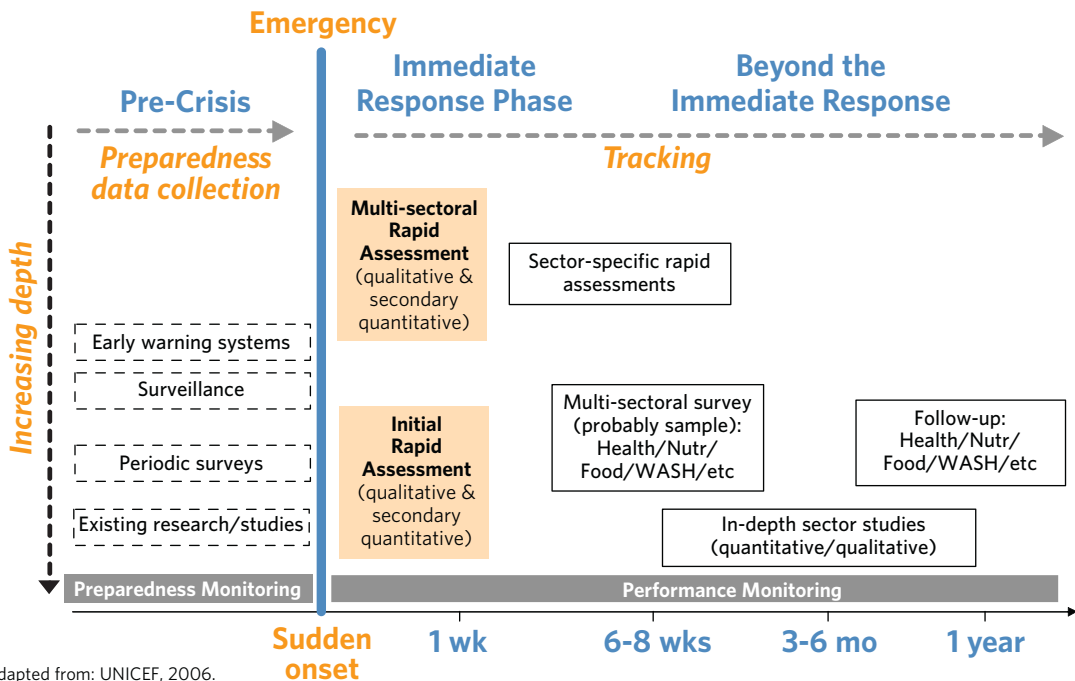 Emergency
Pre-Crisis
Immediate
Response Phase
Beyond the
Immediate Response
Preparedness
data collection
Tracking
Increasing depth
Early warning systems
Surveillance
Periodic surveys
Existing research/studies
Multi-sectoral
Rapid
Assessment
(qualitative &
secondary
quantitative)
Initial
Rapid
Assessment
(qualitative &
secondary
quantitative)
Sector-specific rapid
assessments
Multi-sectoral survey
(probably sample):
Health/Nutr/
Food/WASH/etc
Follow-up:
Health/Nutr/
Food/WASH/etc
In-depth sector studies
(quantitative/qualitative)
Preparedness Monitoring
Performance Monitoring
Sudden
onset
1 wk
6-8 wks
3-6 mo
1 year
dapted from: UNICEF, 2006.